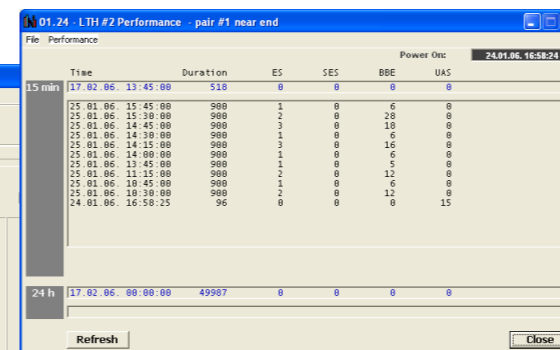 01.24 - LTH #2 Performance - pair #1 near end
File Performance
Power On: 24.01.06. 16:58:24
Time Duration ES SES BBE UAS
15 min 17.02.06. 13:45:00 518 0 0 0 0
25.01.06. 15:45:00 900 1 0 6 0
25.01.06. 15:30:00 900 2 0 28 0
25.01.06. 14:45:00 900 3 0 18 0
25.01.06. 14:30:00 900 1 0 6 0
25.01.06. 14:15:00 900 3 0 16 0
25.01.06. 14:00:00 900 1 0 6 0
25.01.06. 13:45:00 900 1 0 5 0
25.01.06. 11:15:00 900 2 0 12 0
25.01.06. 10:45:00 900 1 0 6 0
25.01.06. 10:30:00 900 2 0 12 0
24.01.06. 16:58:25 96 0 0 0 15
24 h 17.02.06. 00:00:00 49987 0 0 0 0
Refresh Close